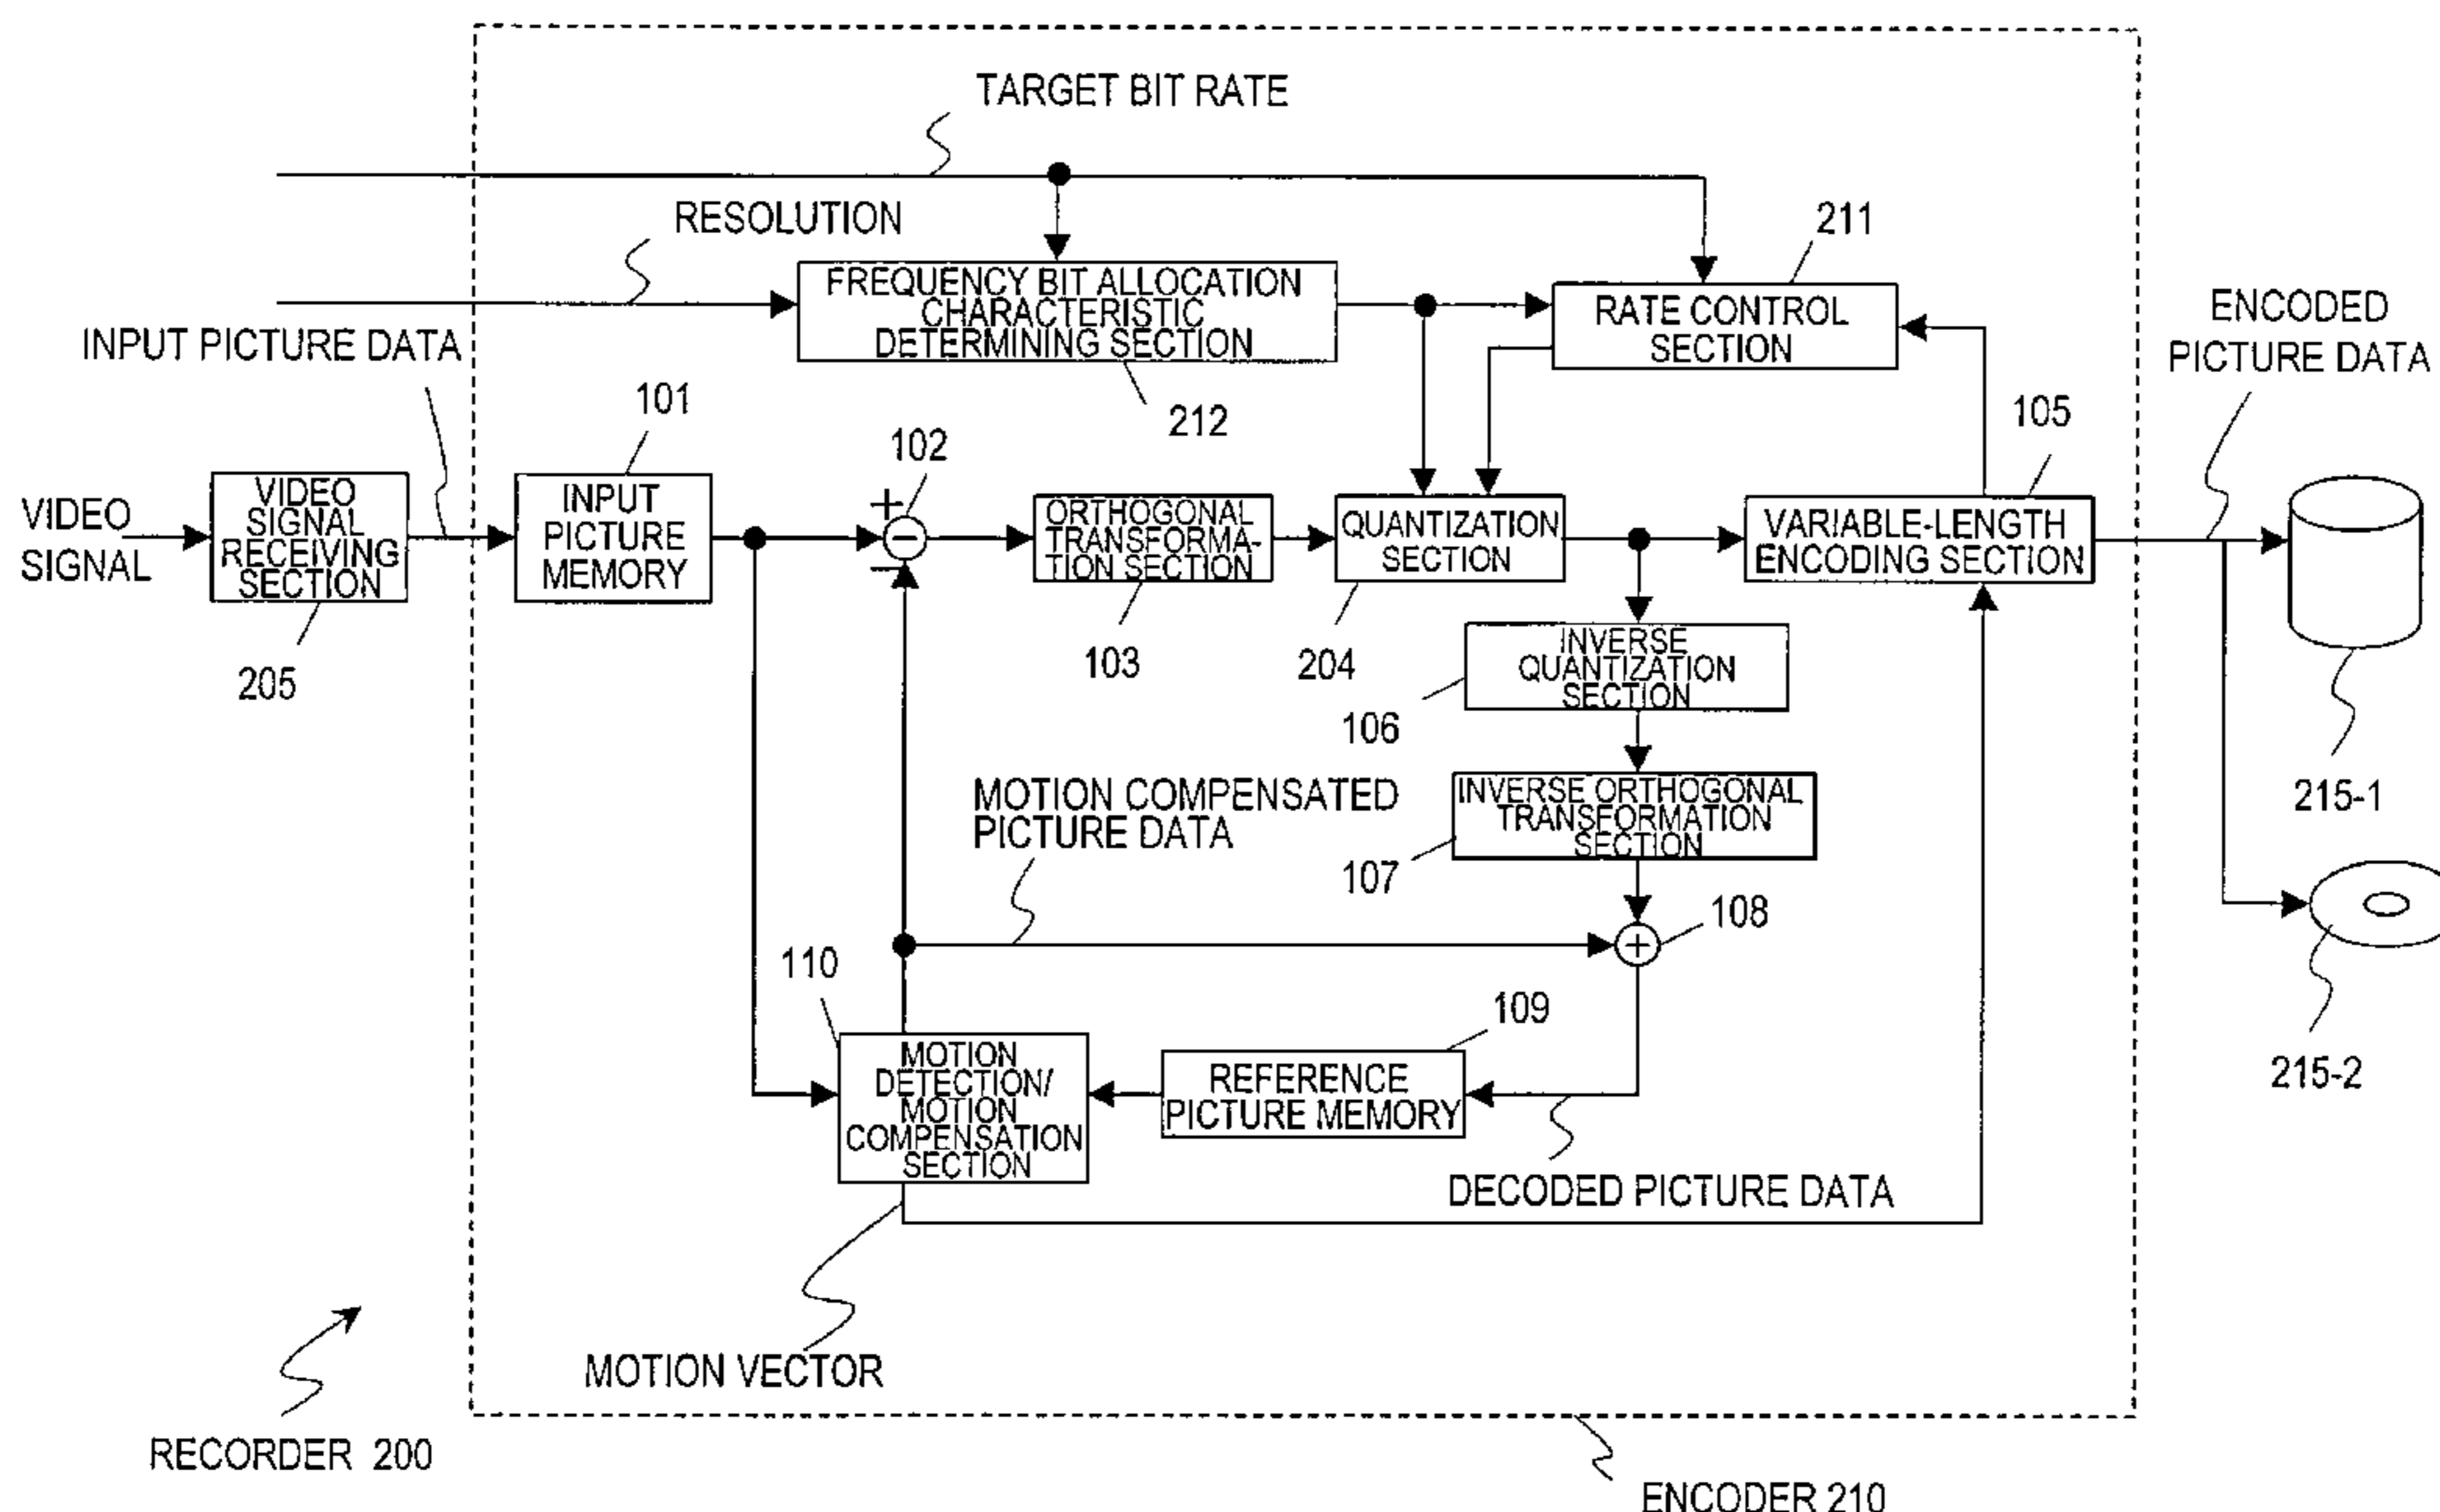 TARGET BIT RATE
RESOLUTION
211
FREQUENCY BIT ALLOCATION
CHARACTERISTIC
DETERMINING SECTION
RATE CONTROL
SECTION
ENCODED
PICTURE DATA
INPUT PICTURE DATA
101
212
102
105
VIDEO
SIGNAL
VIDEO
SIGNAL
RECEIVING
SECTION
INPUT
PICTURE
MEMORY
+
−
−
ORTHOGONAL
TRANSFORMA-
TION SECTION
QUANTIZATION
SECTION
VARIABLE-LENGTH
ENCODING SECTION
205
103
204
INVERSE
QUANTIZATION
SECTION
106
MOTION COMPENSATED
PICTURE DATA
INVERSE ORTHOGONAL
TRANSFORMATION
SECTION
107
215-1
108
+
110
109
MOTION
DETECTION/
MOTION
COMPENSATION
SECTION
REFERENCE
PICTURE MEMORY
215-2
DECODED PICTURE DATA
MOTION VECTOR
RECORDER 200
ENCODER 210